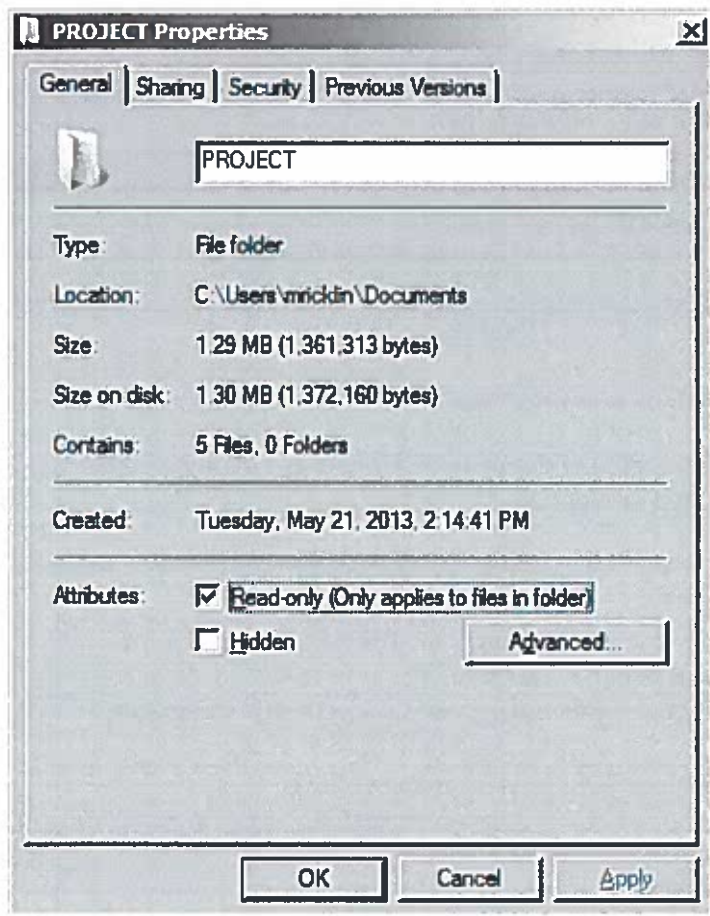 PROJECT Properties
General Sharing Security Previous Versions
PROJECT
Type: File folder
Location: C:\Users\mricklin\Documents
Size: 1.29 MB (1,361,313 bytes)
Size on disk: 1.30 MB (1,372,160 bytes)
Contains: 5 Files, 0 Folders
Created: Tuesday, May 21, 2013, 2:14:41 PM
Attributes: Read-only (Only applies to files in folder)
Hidden Advanced...
OK Cancel Apply